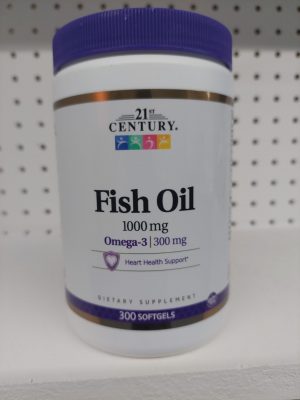 21ST
CENTURY®
Fish Oil
1000 mg
Omega-3 | 300 mg
Heart Health Support*
DIETARY SUPPLEMENT
300 SOFTGELS